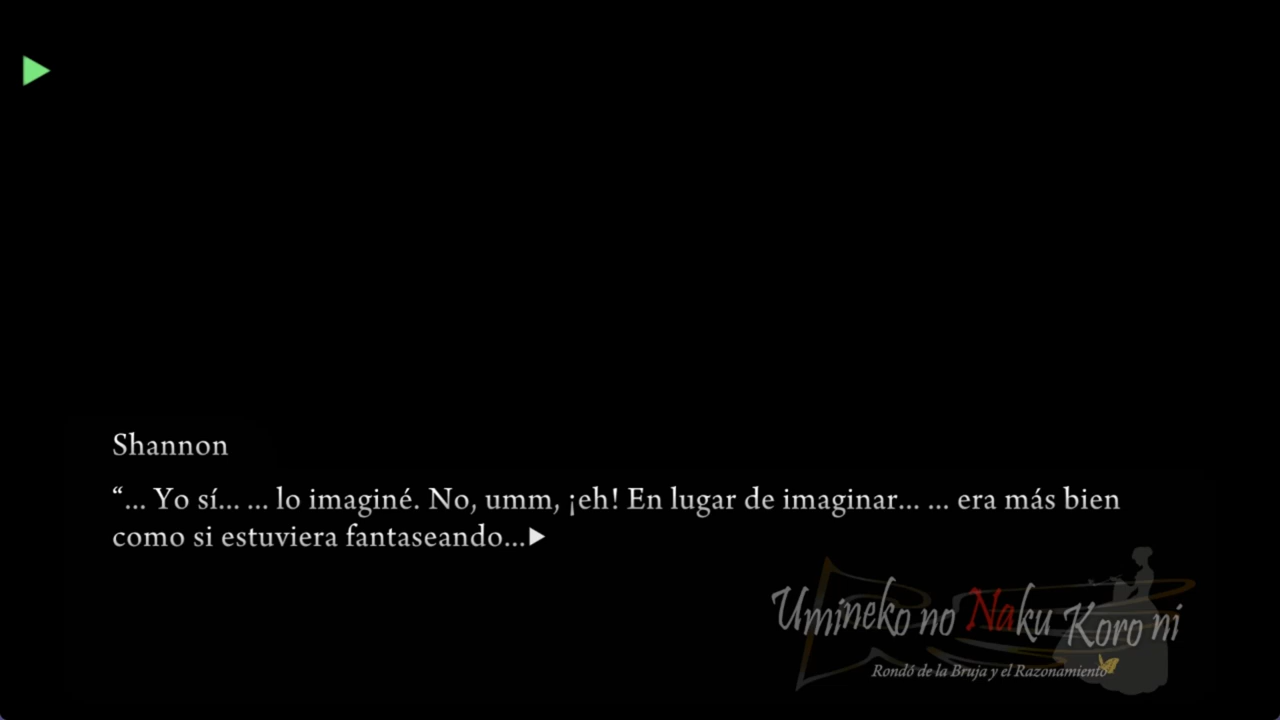 Shannon
“... Yo sí... ... lo imaginé. No, umm, ¡eh! En lugar de imaginar... ... era más bien
como si estuviera fantaseando...
Umineko no Naku Koro ni
Rondó de la Bruja y el Razonamiento